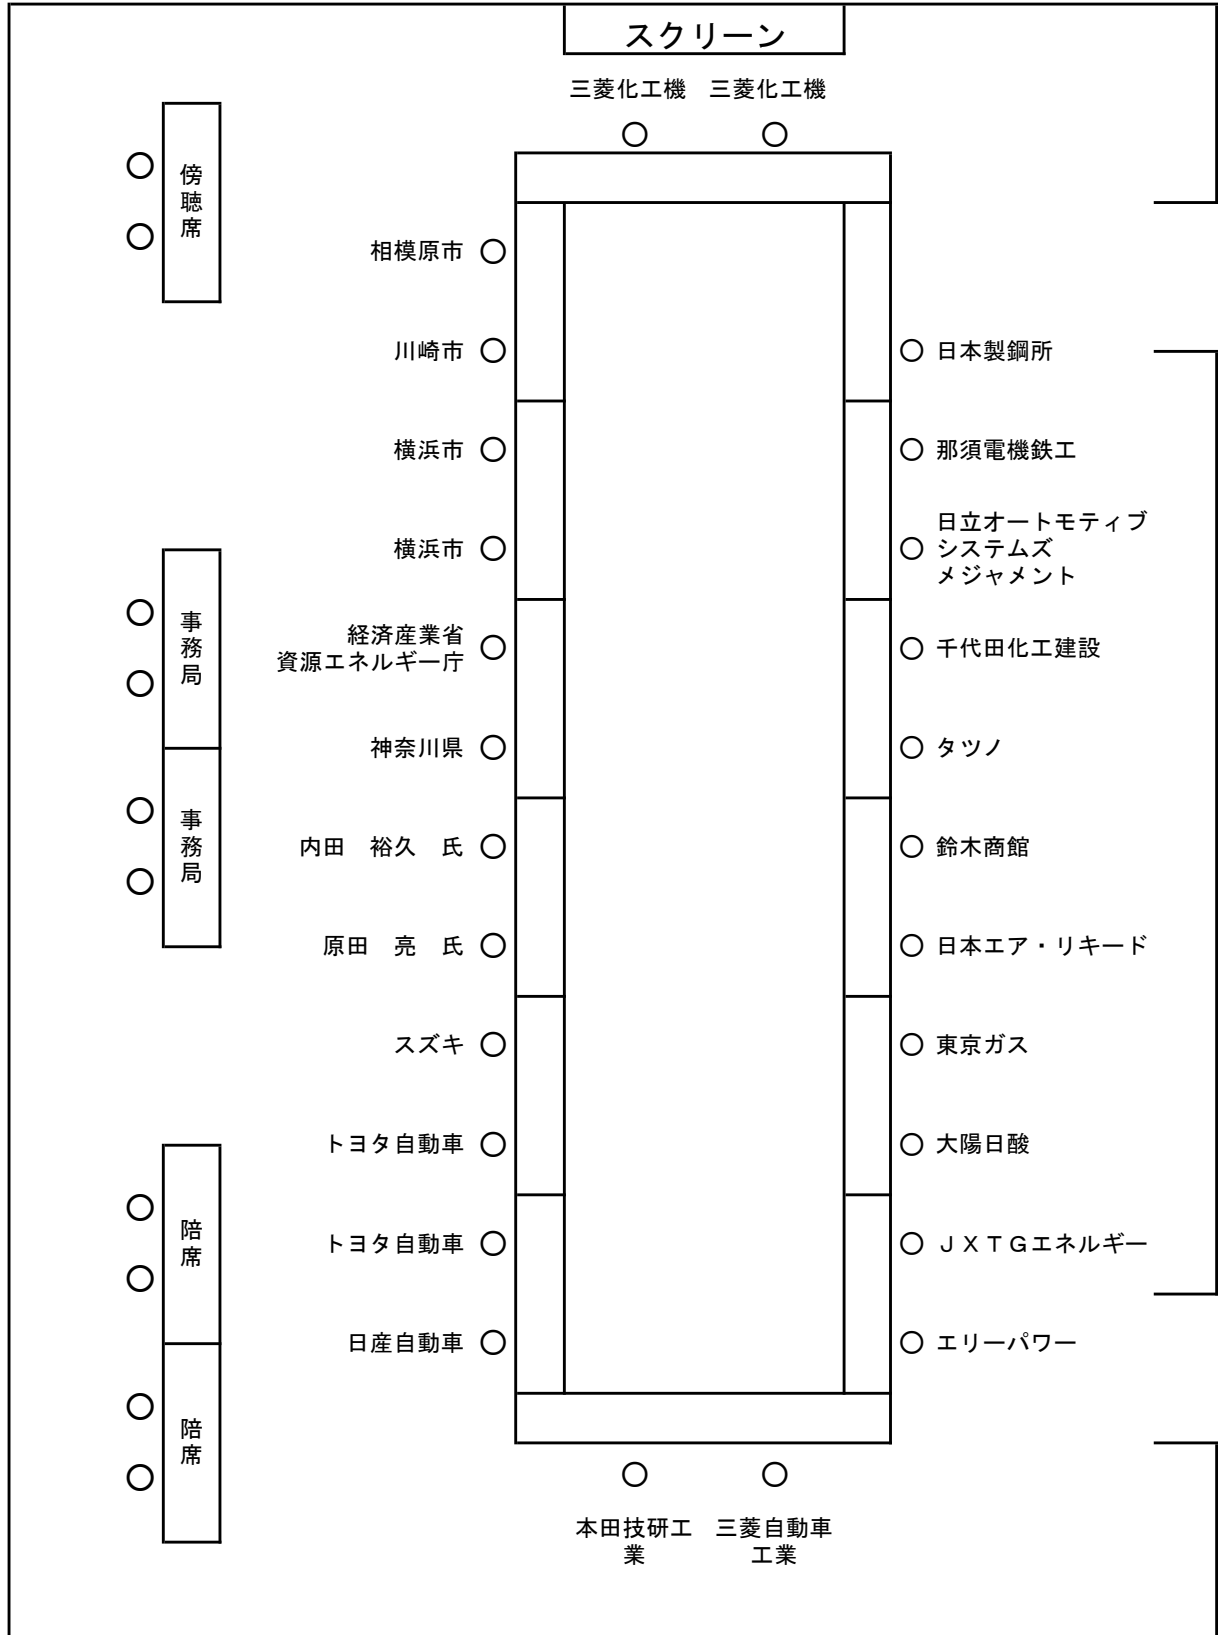 スクリーン
三菱化工機　三菱化工機
傍聴席
相模原市
川崎市
日本製鋼所
横浜市
那須電機鉄工
横浜市
日立オートモティブ
システムズ
メジャメント
事務局
経済産業省
資源エネルギー庁
千代田化工建設
神奈川県
タツノ
事務局
内田　裕久　氏
鈴木商館
原田　亮　氏
日本エア・リキード
スズキ
東京ガス
トヨタ自動車
大陽日酸
陪席
トヨタ自動車
ＪＸＴＧエネルギー
日産自動車
エリーパワー
陪席
本田技研工
業
三菱自動車
工業